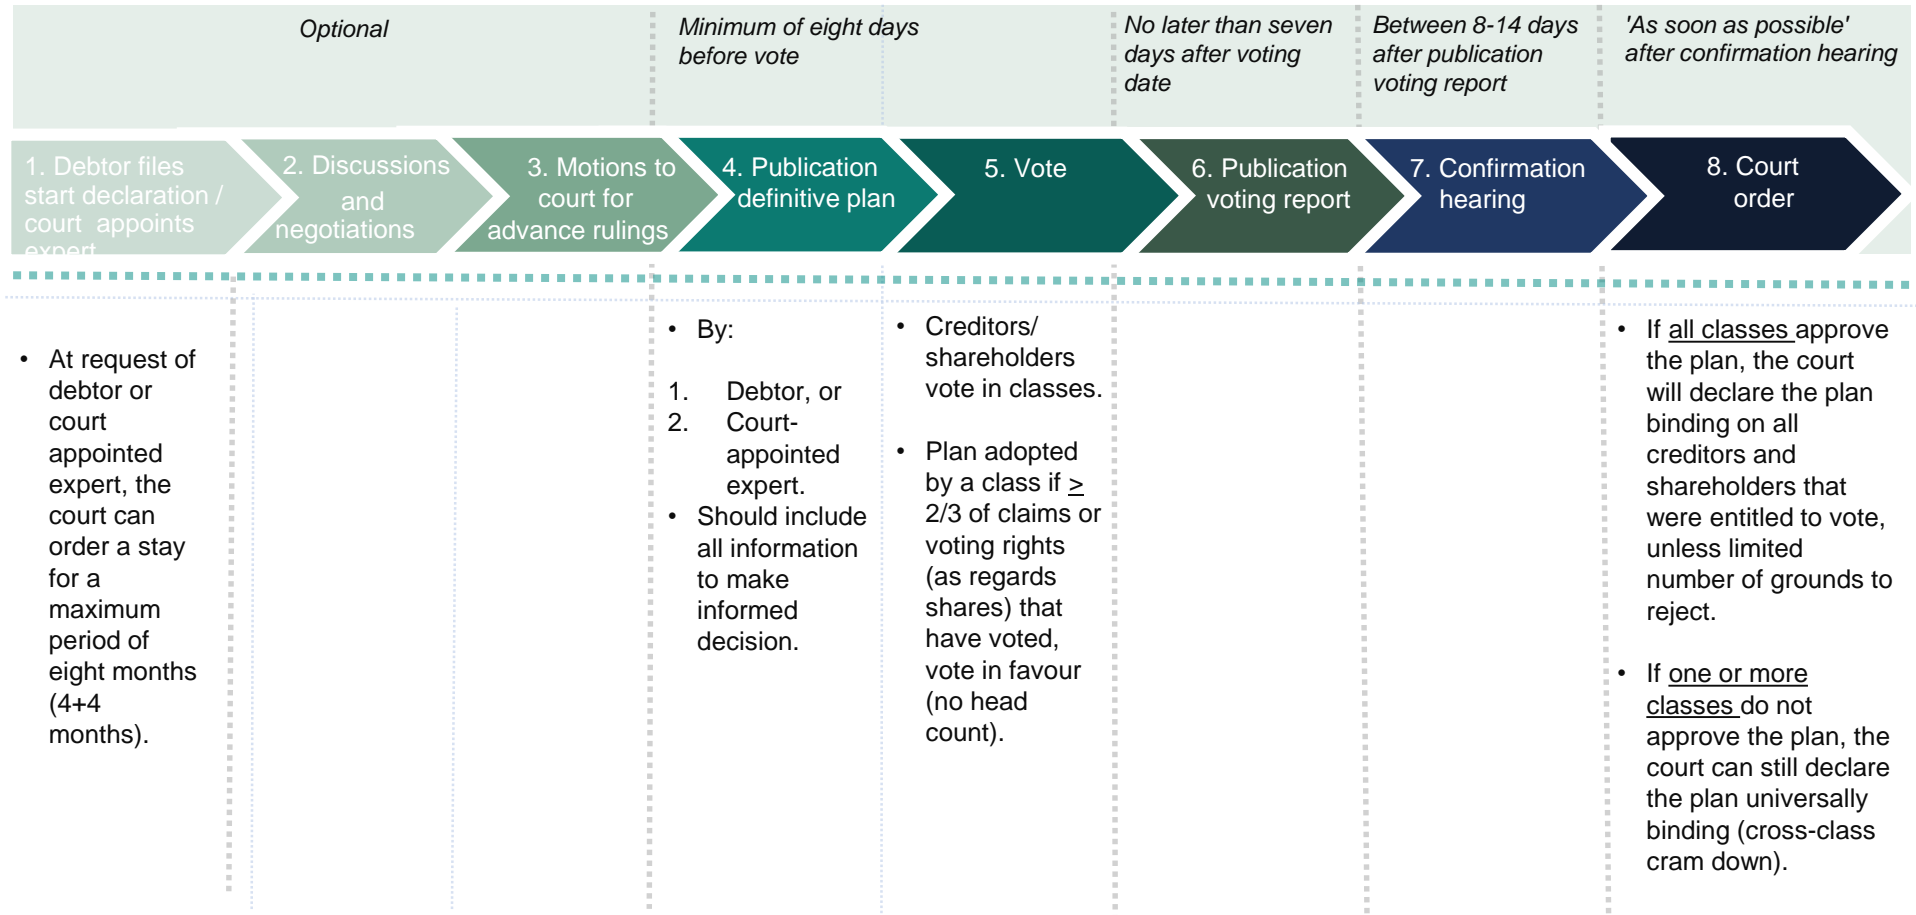 Optional
Minimum of eight days
before vote
No later than seven
days after voting
date
Between 8-14 days
after publication
voting report
'As soon as possible'
after confirmation hearing
1. Debtor files
start declaration /
court appoints
expert
2. Discussions
and
negotiations
3. Motions to
court for
advance rulings
4. Publication
definitive plan
5. Vote
6. Publication
voting report
7. Confirmation
hearing
8. Court
order
• At request of
debtor or
court
appointed
expert, the
court can
order a stay
for a
maximum
period of
eight months
(4+4
months).
• By:
1. Debtor, or
2. Court-
appointed
expert.
• Should include
all information
to make
informed
decision.
• Creditors/
shareholders
vote in classes.
• Plan adopted
by a class if ≥
2/3 of claims or
voting rights
(as regards
shares) that
have voted,
vote in favour
(no head
count).
• If all classes approve
the plan, the court
will declare the plan
binding on all
creditors and
shareholders that
were entitled to vote,
unless limited
number of grounds to
reject.
• If one or more
classes do not
approve the plan, the
court can still declare
the plan universally
binding (cross-class
cram down).